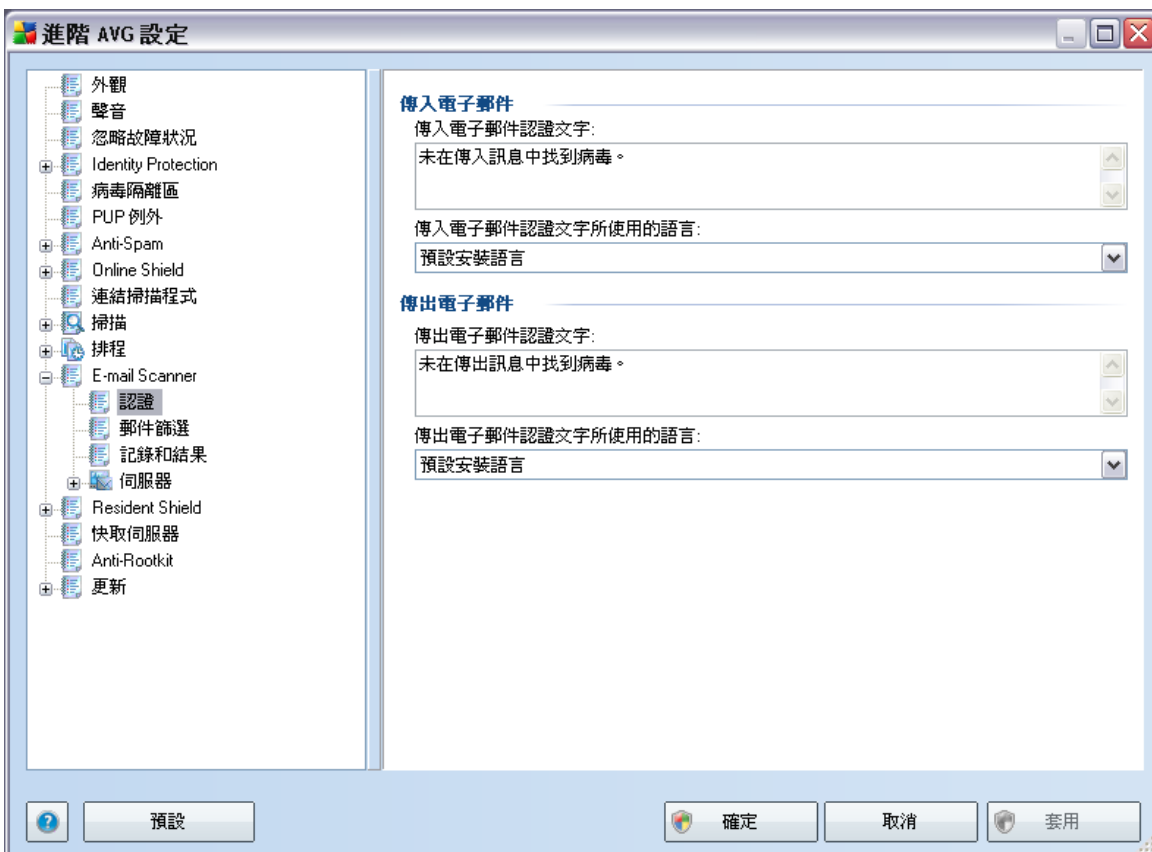 進階 AVG 設定
外觀
聲音
忽略故障狀況
Identity Protection
病毒隔離區
PUP 例外
Anti-Spam
Online Shield
連結掃描程式
掃描
排程
E-mail Scanner
認證
郵件篩選
記錄和結果
伺服器
Resident Shield
快取伺服器
Anti-Rootkit
更新
傳入電子郵件
傳入電子郵件認證文字:
未在傳入訊息中找到病毒。
傳入電子郵件認證文字所使用的語言:
預設安裝語言
傳出電子郵件
傳出電子郵件認證文字:
未在傳出訊息中找到病毒。
傳出電子郵件認證文字所使用的語言:
預設安裝語言
預設
確定
取消
套用